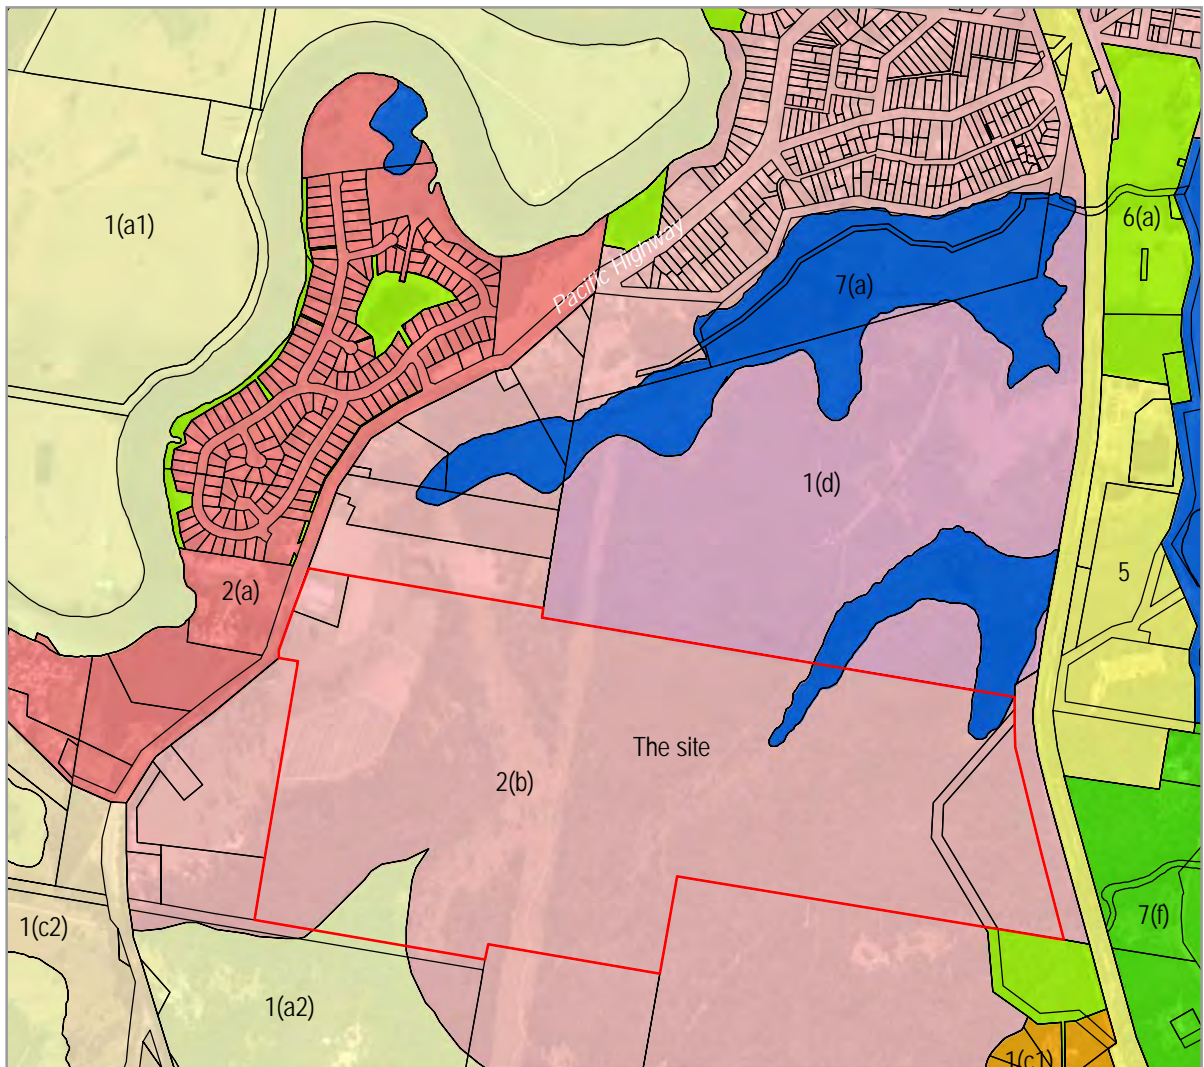 1(a1)
6(a)
Pacific Highway
7(a)
1(d)
5
2(a)
The site
2(b)
7(f)
1(c2)
1(a2)
1(c1)